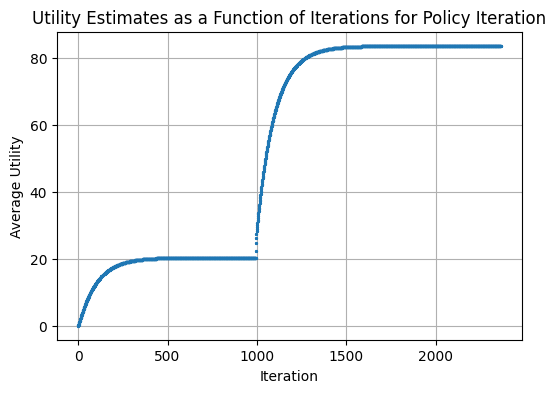 Utility Estimates as a Function of Iterations for Policy Iteration
80
60
40
20
0
Average Utility
0 500 1000 1500 2000
Iteration